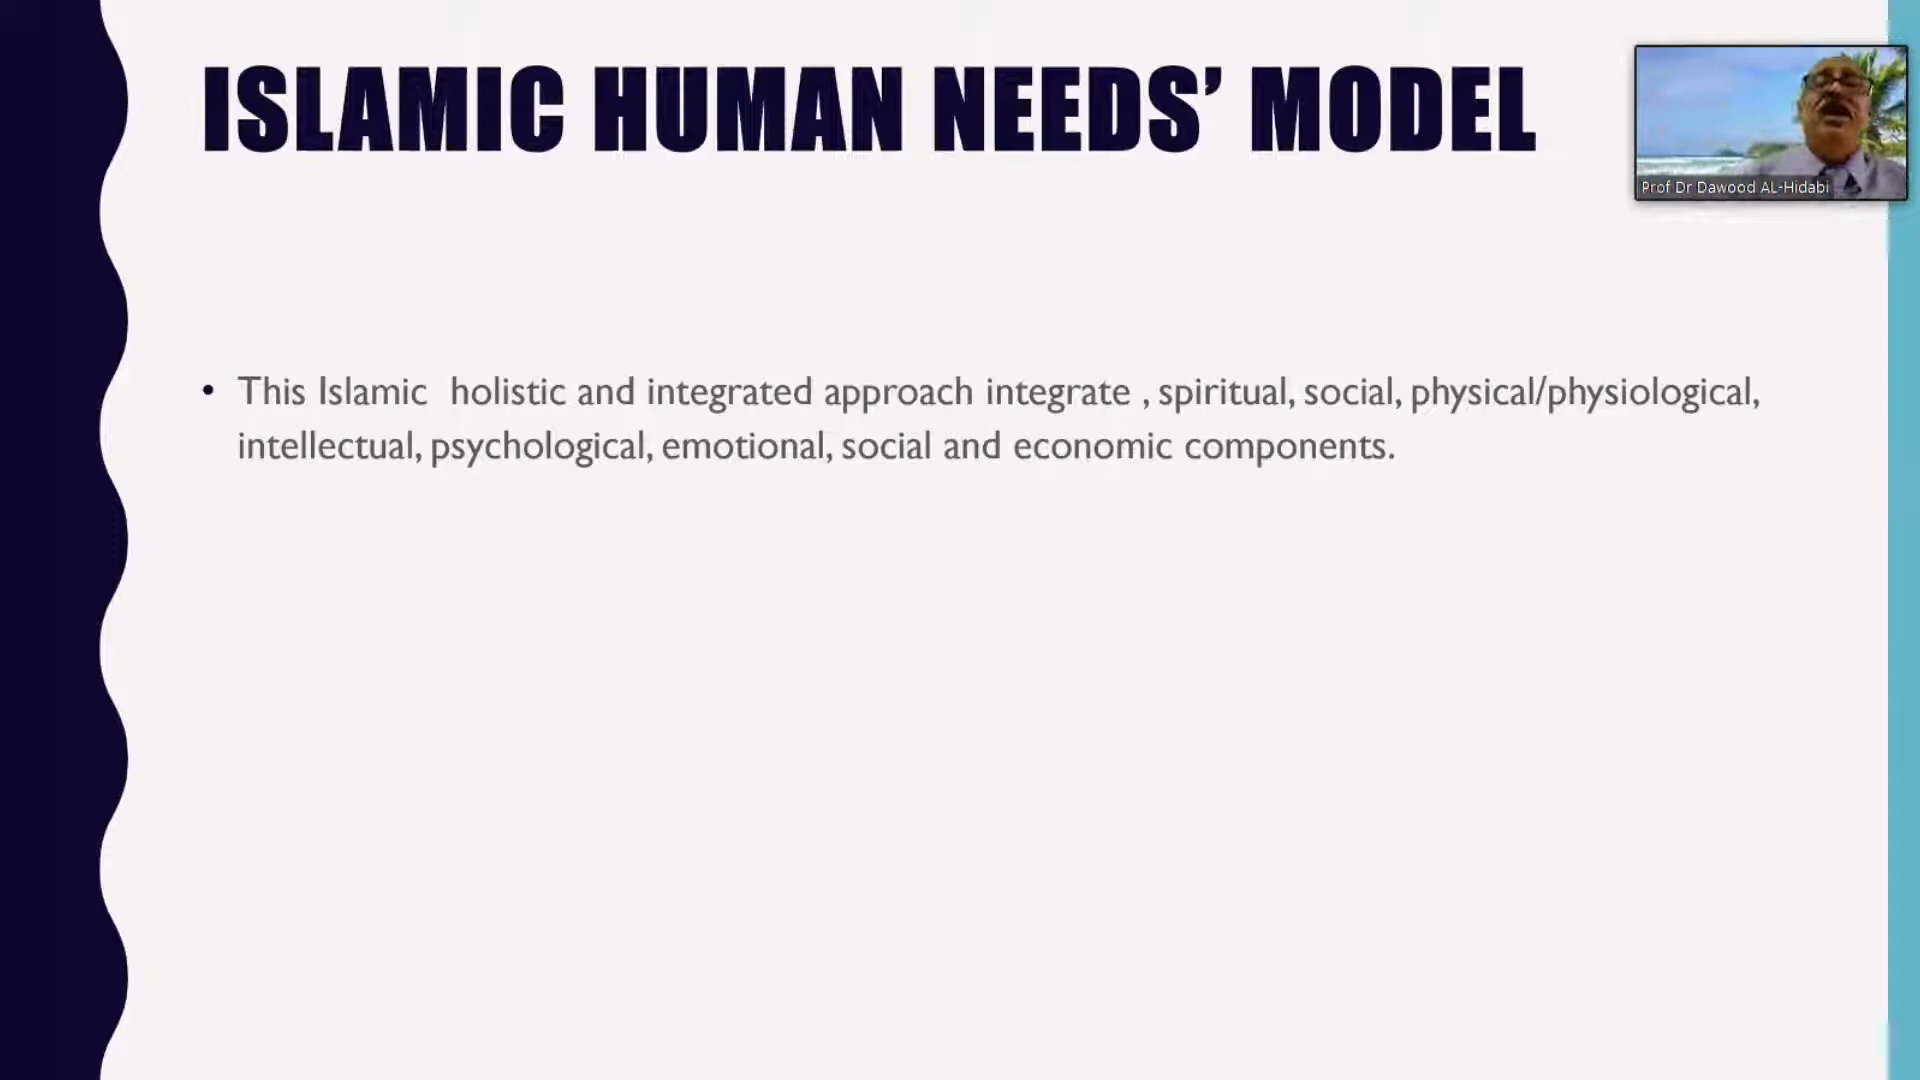 ISLAMIC HUMAN NEEDS’ MODEL
Prof Dr Dawood AL-Hidabi
• This Islamic holistic and integrated approach integrate , spiritual, social, physical/physiological,
intellectual, psychological, emotional, social and economic components.